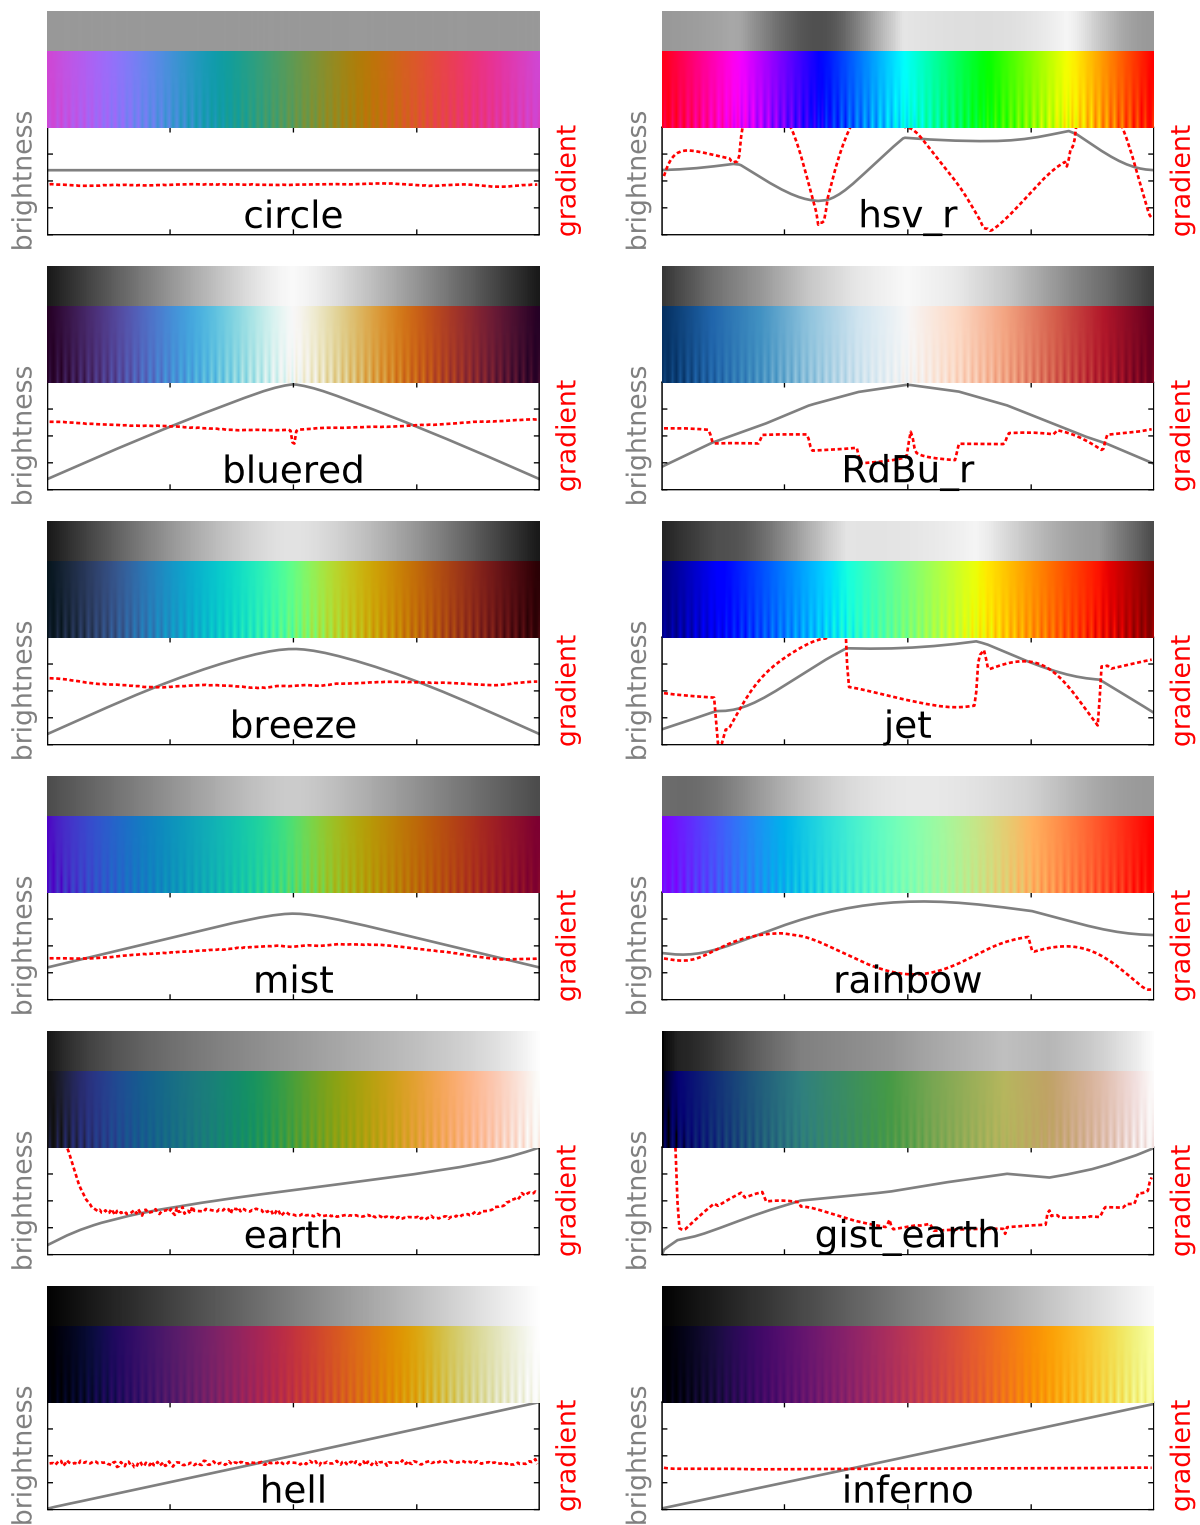 brightness
circle
gradient
brightness
hsv_r
gradient
brightness
bluered
gradient
brightness
RdBu_r
gradient
brightness
breeze
gradient
brightness
jet
gradient
brightness
mist
gradient
brightness
rainbow
gradient
brightness
earth
gradient
brightness
gist_earth
gradient
brightness
hell
gradient
brightness
inferno
gradient